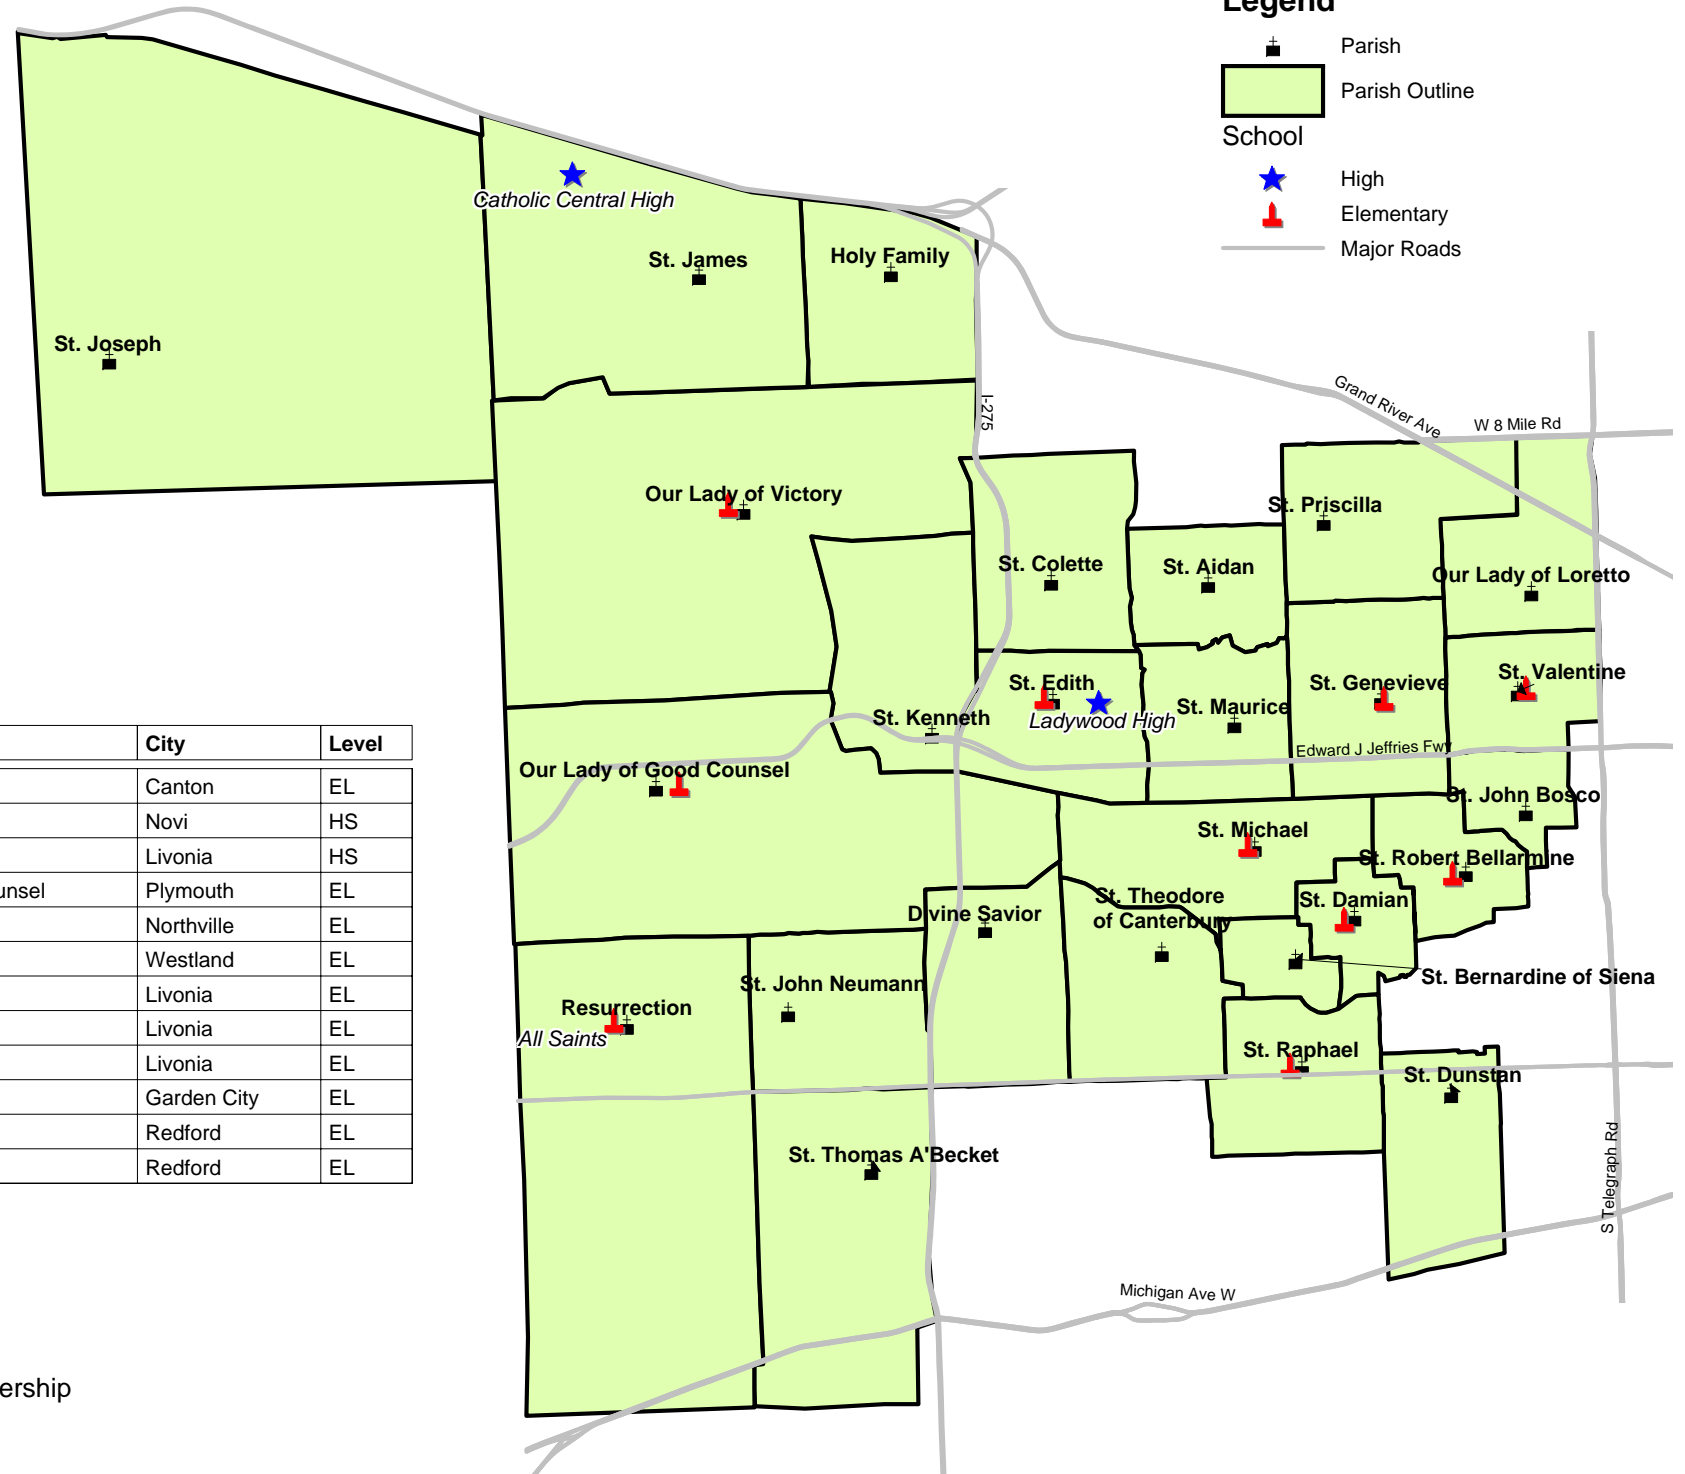 Legend
Parish
Parish Outline
School
High
Elementary
Major Roads
Catholic Central High
St. James
Holy Family
St. Joseph
I-275
Grand River Ave
W 8 Mile Rd
Our Lady of Victory
St. Priscilla
St. Colette
St. Aidan
Our Lady of Loretto
St. Edith
Ladywood High
St. Maurice
St. Genevieve
St. Valentine
St. Kenneth
Edward J Jeffries Fwy
Our Lady of Good Counsel
St. John Bosco
St. Michael
St. Robert Bellarmine
St. Theodore
of Canterbury
St. Damian
Divine Savior
St. Bernardine of Siena
St. John Neumann
Resurrection
All Saints
St. Raphael
St. Dunstan
St. Thomas A'Becket
S Telegraph Rd
Michigan Ave W
City Level
Canton EL
Novi HS
Livonia HS
unsel Plymouth EL
Northville EL
Westland EL
Livonia EL
Livonia EL
Livonia EL
Garden City EL
Redford EL
Redford EL
ership